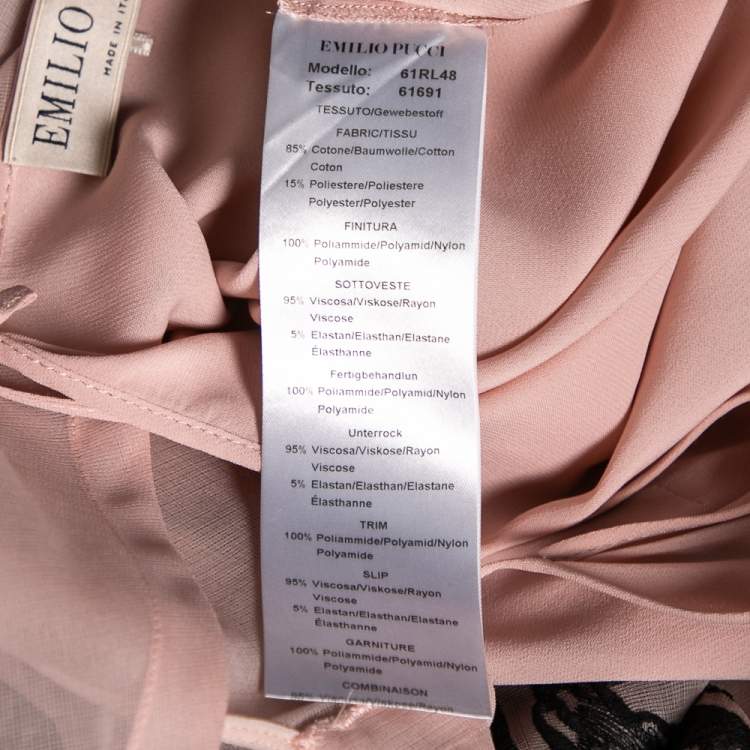 EMILIO
MADE IN IT
EMILIO PUCCI
Modello: 61RL48
Tessuto: 61691
TESSUTO/Gewebestoff
FABRIC/TISSU
85% Cotone/Baumwolle/Cotton
Coton
15% Poliestere/Poliestere
Polyester/Polyester
FINITURA
100% Poliammide/Polyamid/Nylon
Polyamide
SOTTOVESTE
95% Viscosa/Viskose/Rayon
Viscose
5% Elastan/Elasthan/Elastane
Élasthanne
Fertigbehandlun
100% Poliammide/Polyamid/Nylon
Polyamide
Unterrock
95% Viscosa/Viskose/Rayon
Viscose
5% Elastan/Elasthan/Elastane
Élasthanne
TRIM
100% Poliammide/Polyamid/Nylon
Polyamide
SLIP
95% Viscosa/Viskose/Rayon
Viscose
5% Elastan/Elasthan/Elastane
Élasthanne
GARNITURE
100% Poliammide/Polyamid/Nylon
Polyamide
COMBINAISON
95% Viscosa/Viskose/Rayon